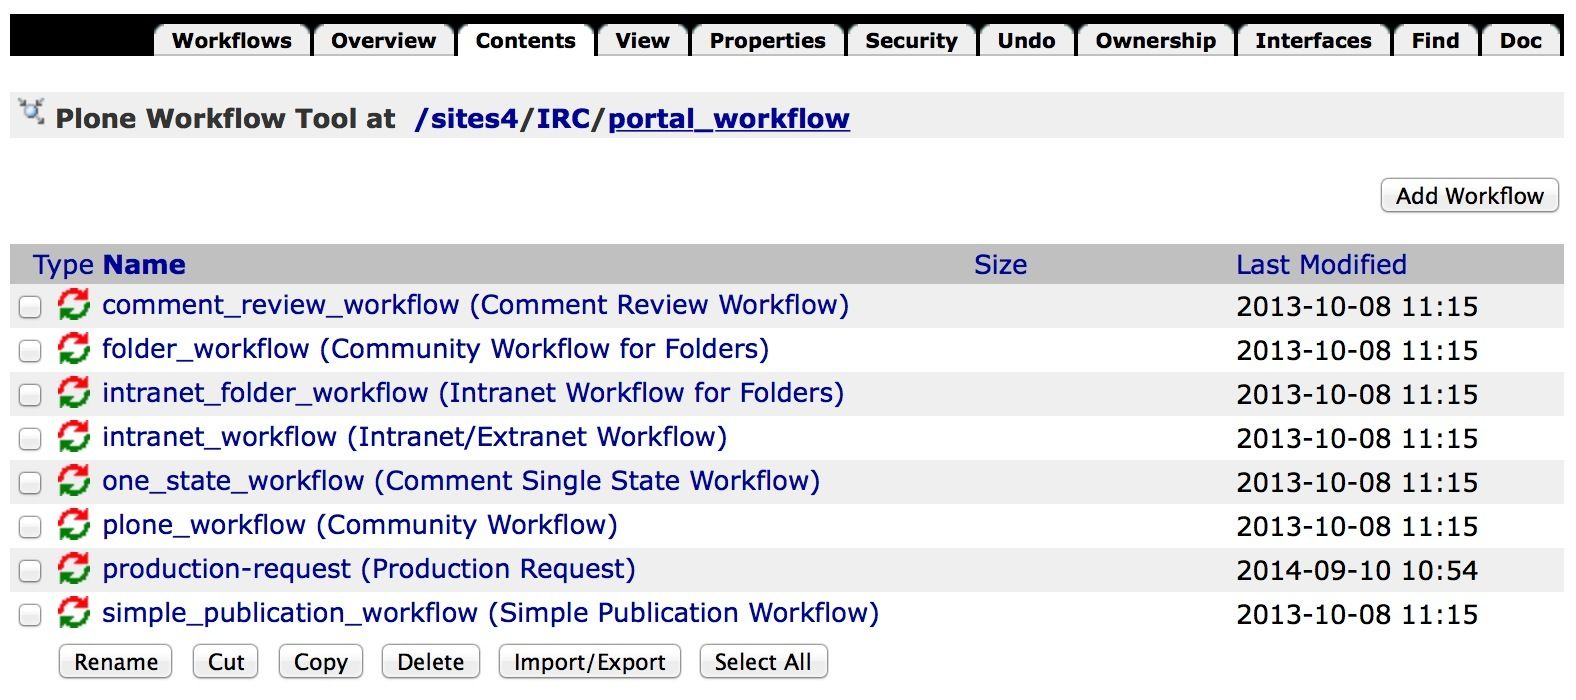 Workflows Overview Contents View Properties Security Undo Ownership Interfaces Find Doc
Plone Workflow Tool at /sites4/IRC/portal_workflow
Add Workflow
Type Name Size Last Modified
comment_review_workflow (Comment Review Workflow) 2013-10-08 11:15
folder_workflow (Community Workflow for Folders) 2013-10-08 11:15
intranet_folder_workflow (Intranet Workflow for Folders) 2013-10-08 11:15
intranet_workflow (Intranet/Extranet Workflow) 2013-10-08 11:15
one_state_workflow (Comment Single State Workflow) 2013-10-08 11:15
plone_workflow (Community Workflow) 2013-10-08 11:15
production-request (Production Request) 2014-09-10 10:54
simple_publication_workflow (Simple Publication Workflow) 2013-10-08 11:15
Rename Cut Copy Delete Import/Export Select All